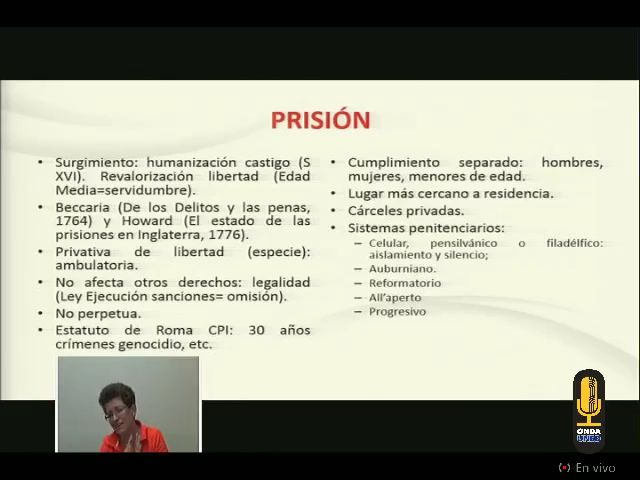 PRISIÓN
• Surgimiento: humanización castigo (S
XVI). Revalorización libertad (Edad
Media=servidumbre).
• Beccaria (De los Delitos y las penas,
1764) y Howard (El estado de las
prisiones en Inglaterra, 1776).
• Privativa de libertad (especie):
ambulatoria.
• No afecta otros derechos: legalidad
(Ley Ejecución sanciones= omisión).
• No perpetua.
• Estatuto de Roma CPI: 30 años
crímenes genocidio, etc.
• Cumplimiento separado: hombres,
mujeres, menores de edad.
• Lugar más cercano a residencia.
• Cárceles privadas.
• Sistemas penitenciarios:
– Celular, pensilvánico o filadélfico:
aislamiento y silencio;
– Auburniano.
– Reformatorio
– All'aperto
– Progresivo
ONDA
UNED
En vivo